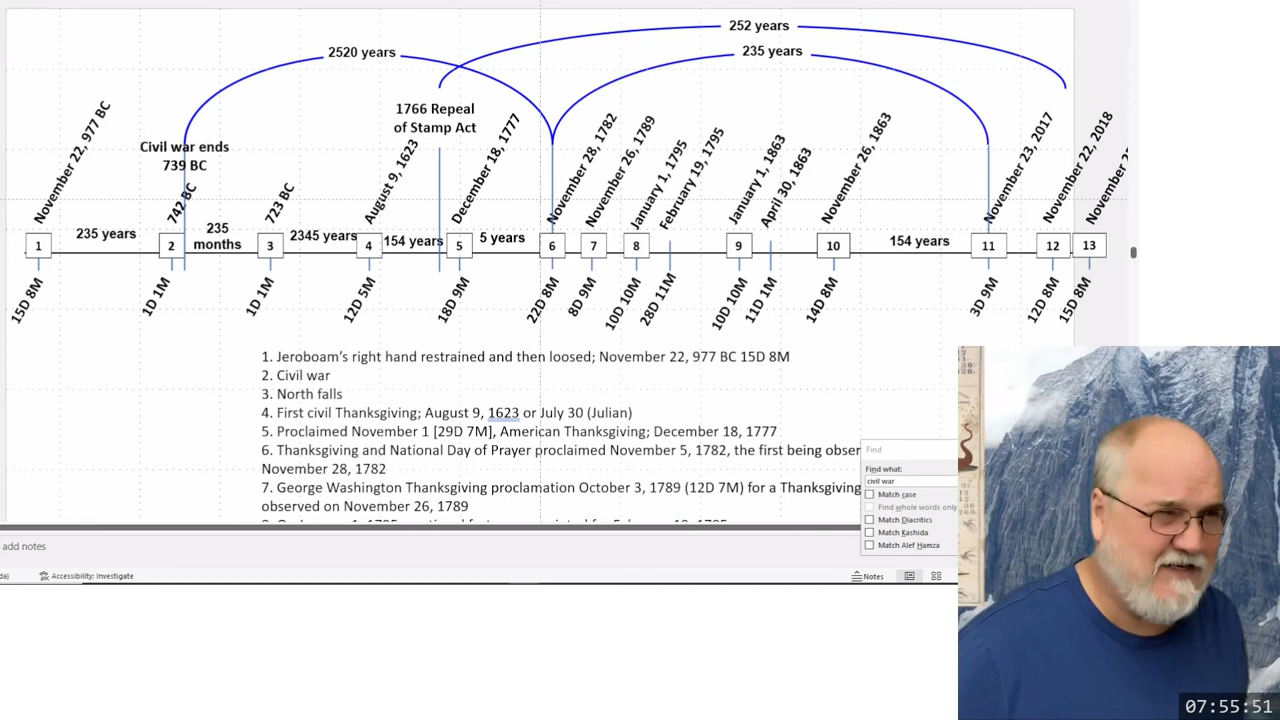 252 years
2520 years
235 years
1766 Repeal
of Stamp Act
Civil war ends
739 BC
November 22, 977 BC
742 BC
723 BC
August 9, 1623
December 18, 1777
November 28, 1782
November 26, 1789
January 1, 1795
February 19, 1795
January 1, 1863
April 30, 1863
November 26, 1863
November 23, 2017
November 22, 2018
November
235 years
235
months
2345 years
154 years
5 years
154 years
1 2 3 4 5 6 7 8 9 10 11 12 13
15D 8M
1D 1M
1D 1M
12D 5M
18D 9M
22D 8M
8D 9M
10D 10M
28D 11M
10D 10M
11D 1M
14D 8M
3D 9M
12D 8M
15D 8M
1. Jeroboam’s right hand restrained and then loosed; November 22, 977 BC 15D 8M
2. Civil war
3. North falls
4. First civil Thanksgiving; August 9, 1623 or July 30 (Julian)
5. Proclaimed November 1 [29D 7M], American Thanksgiving; December 18, 1777
6. Thanksgiving and National Day of Prayer proclaimed November 5, 1782, the first being obser
November 28, 1782
7. George Washington Thanksgiving proclamation October 3, 1789 (12D 7M) for a Thanksgiving
observed on November 26, 1789
Find
Find what:
civil war
Match case
Find whole words only
Match Diacritics
Match Kashida
Match Alef Hamza
add notes
da)
Accessibility: Investigate
Notes
07:55:51